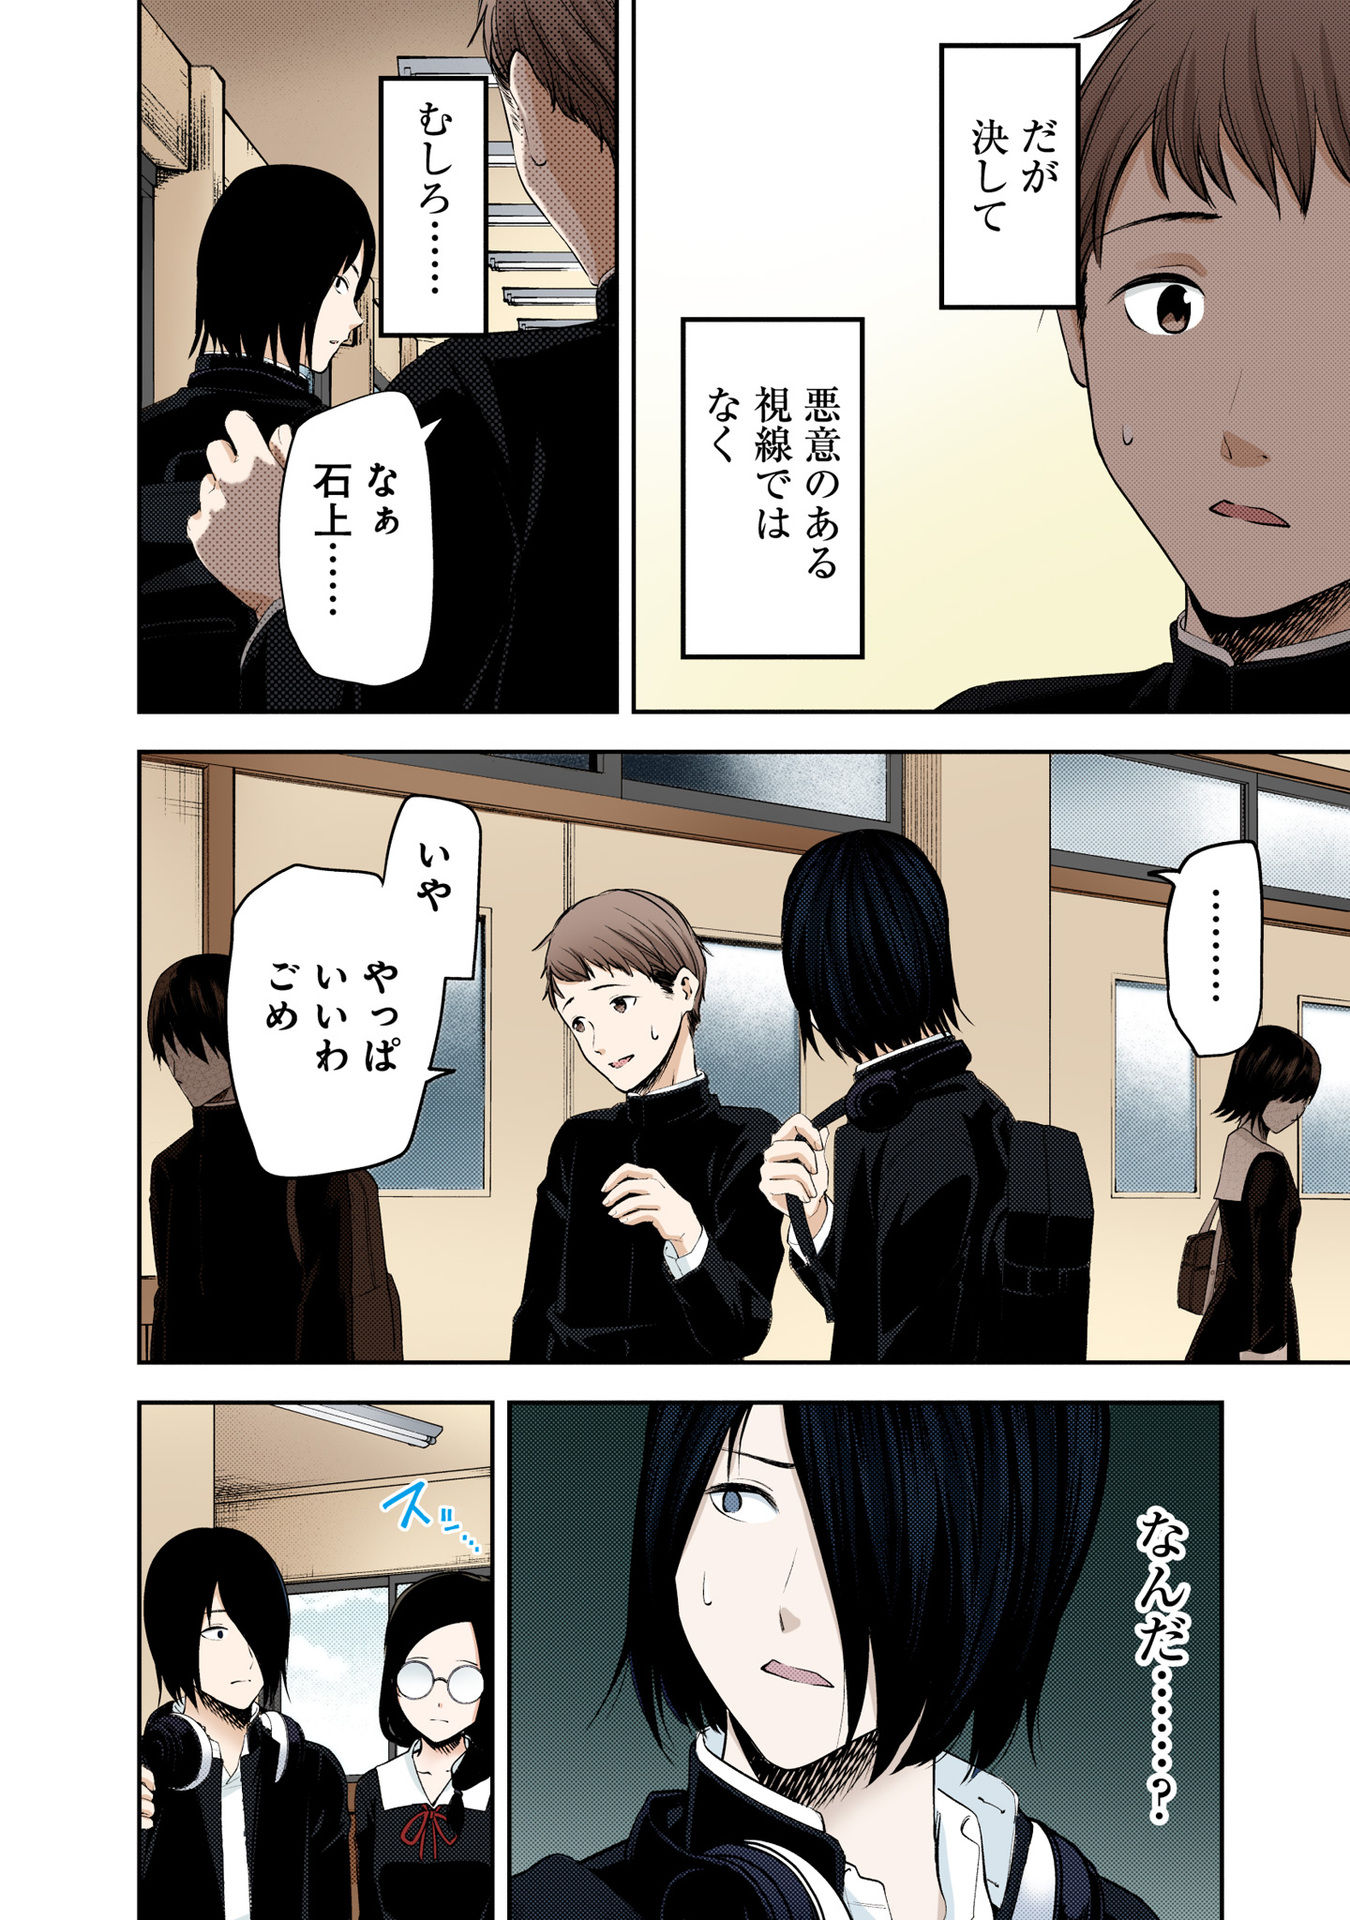 だが
決して
悪意のある
視線では
なく
むしろ……
なぁ
石上……
………
いや
やっぱ
いいわ
ごめ
なんだ………?
スッ…